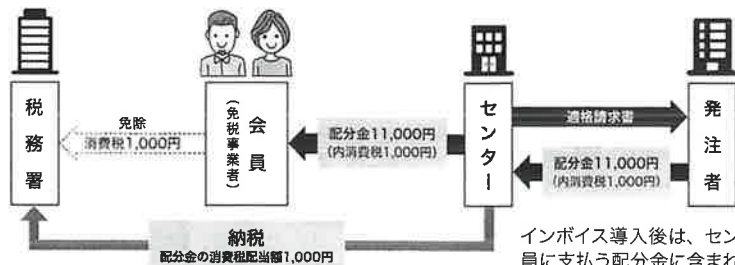 税務署
免除
消費税1,000円
会員
(免税事業者)
配分金11,000円
(内消費税1,000円)
センター
適格請求書
配分金11,000円
(内消費税1,000円)
発注者
納税
配分金の消費税配当額1,000円
インボイス導入後は、セン
員に支払う配分金に含まれ